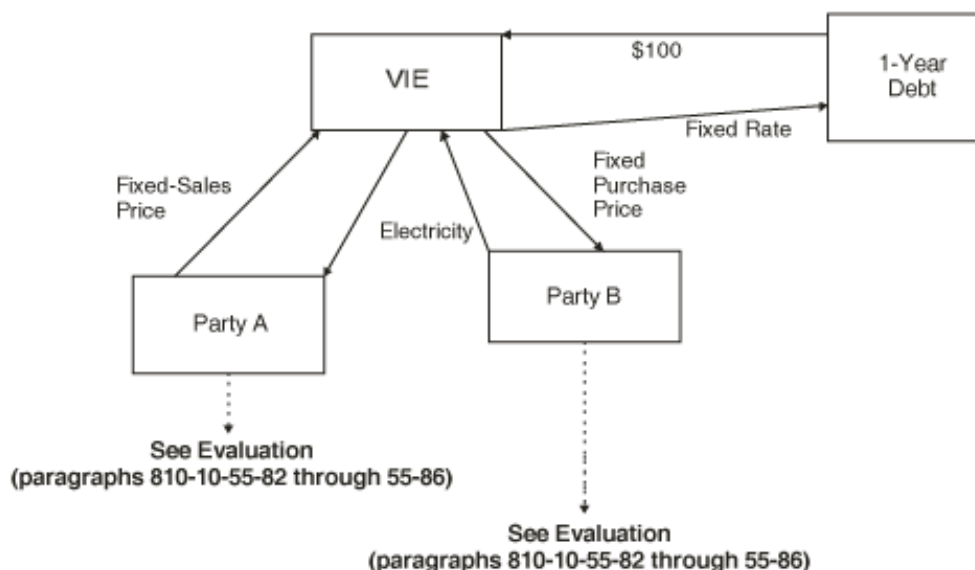 $100
VIE
1-Year
Debt
Fixed Rate
Fixed-Sales
Price
Fixed
Purchase
Price
Electricity
Party A
Party B
See Evaluation
(paragraphs 810-10-55-82 through 55-86)
See Evaluation
(paragraphs 810-10-55-82 through 55-86)